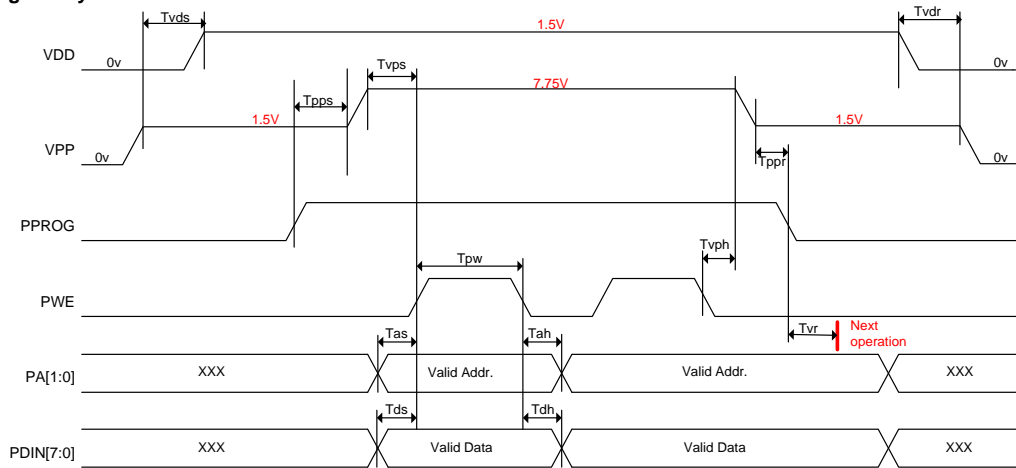 Tvds
1.5V
Tvdr
VDD
0v
0v
Tvps
Tpps
7.75V
1.5V
1.5V
VPP
0v
0v
Tppr
PPROG
Tpw
Tvph
PWE
Tvr
Next
operation
Tas
Tah
PA[1:0]
XXX
Valid Addr.
Valid Addr.
XXX
Tds
Tdh
PDIN[7:0]
XXX
Valid Data
Valid Data
XXX